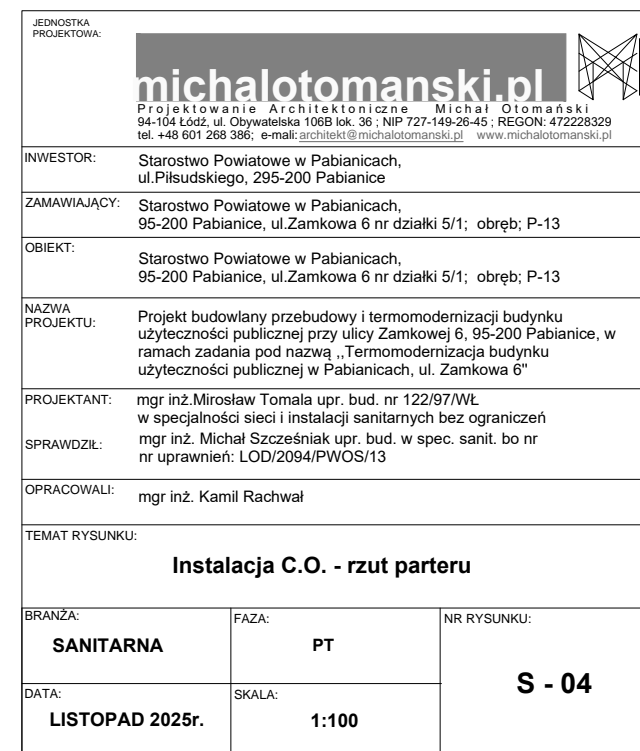 JEDNOSTKA
PROJEKTOWA:
michalotomanski.pl
Projektowanie Architektoniczne Michał Otomański
94-104 Łódź, ul. Obywatelska 106B lok. 36 ; NIP 727-149-26-45 ; REGON: 472228329
tel. +48 601 268 386; e-mali: architekt@michalotomanski.pl www.michalotomanski.pl
INWESTOR:
Starostwo Powiatowe w Pabianicach,
ul.Piłsudskiego, 295-200 Pabianice
ZAMAWIAJĄCY:
Starostwo Powiatowe w Pabianicach,
95-200 Pabianice, ul.Zamkowa 6 nr działki 5/1; obręb; P-13
OBIEKT:
Starostwo Powiatowe w Pabianicach,
95-200 Pabianice, ul.Zamkowa 6 nr działki 5/1; obręb; P-13
NAZWA
PROJEKTU:
Projekt budowlany przebudowy i termomodernizacji budynku
użyteczności publicznej przy ulicy Zamkowej 6, 95-200 Pabianice, w
ramach zadania pod nazwą ,,Termomodernizacja budynku
użyteczności publicznej w Pabianicach, ul. Zamkowa 6"
PROJEKTANT:
mgr inż.Mirosław Tomala upr. bud. nr 122/97/WŁ
w specjalności sieci i instalacji sanitarnych bez ograniczeń
SPRAWDZIŁ:
mgr inż. Michał Szcześniak upr. bud. w spec. sanit. bo nr
nr uprawnień: LOD/2094/PWOS/13
OPRACOWALI:
mgr inż. Kamil Rachwał
TEMAT RYSUNKU:
Instalacja C.O. - rzut parteru
BRANŻA:
SANITARNA
FAZA:
PT
NR RYSUNKU:
S - 04
DATA:
LISTOPAD 2025r.
SKALA:
1:100